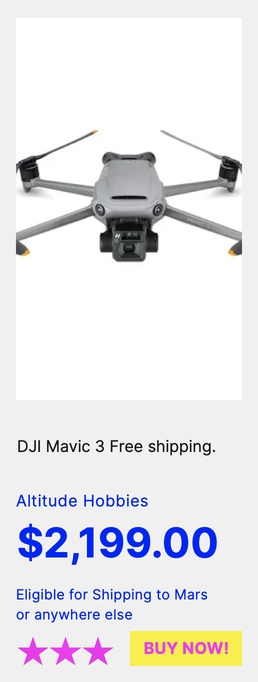 DJI Mavic 3 Free shipping.
Altitude Hobbies
$2,199.00
Eligible for Shipping to Mars
or anywhere else
BUY NOW!